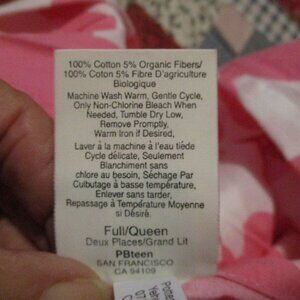 100% Cotton 5% Organic Fibers/
100% Coton 5% Fibre D'agriculture
Biologique
Machine Wash Warm, Gentle Cycle,
Only Non-Chlorine Bleach When
Needed, Tumble Dry Low,
Remove Promptly.
Warm Iron if Desired,
Laver à la machine à l'eau tiède
Cycle délicate, Seulement
Blanchiment sans
chlore au besoin, Séchage Par
Culbutage à basse température,
Enlever sans tarder,
Repassage à Température Moyenne
si Désiré.
Full/Queen
Deux Places/Grand Lit
PBteen
SAN FRANCISCO
CA 94109